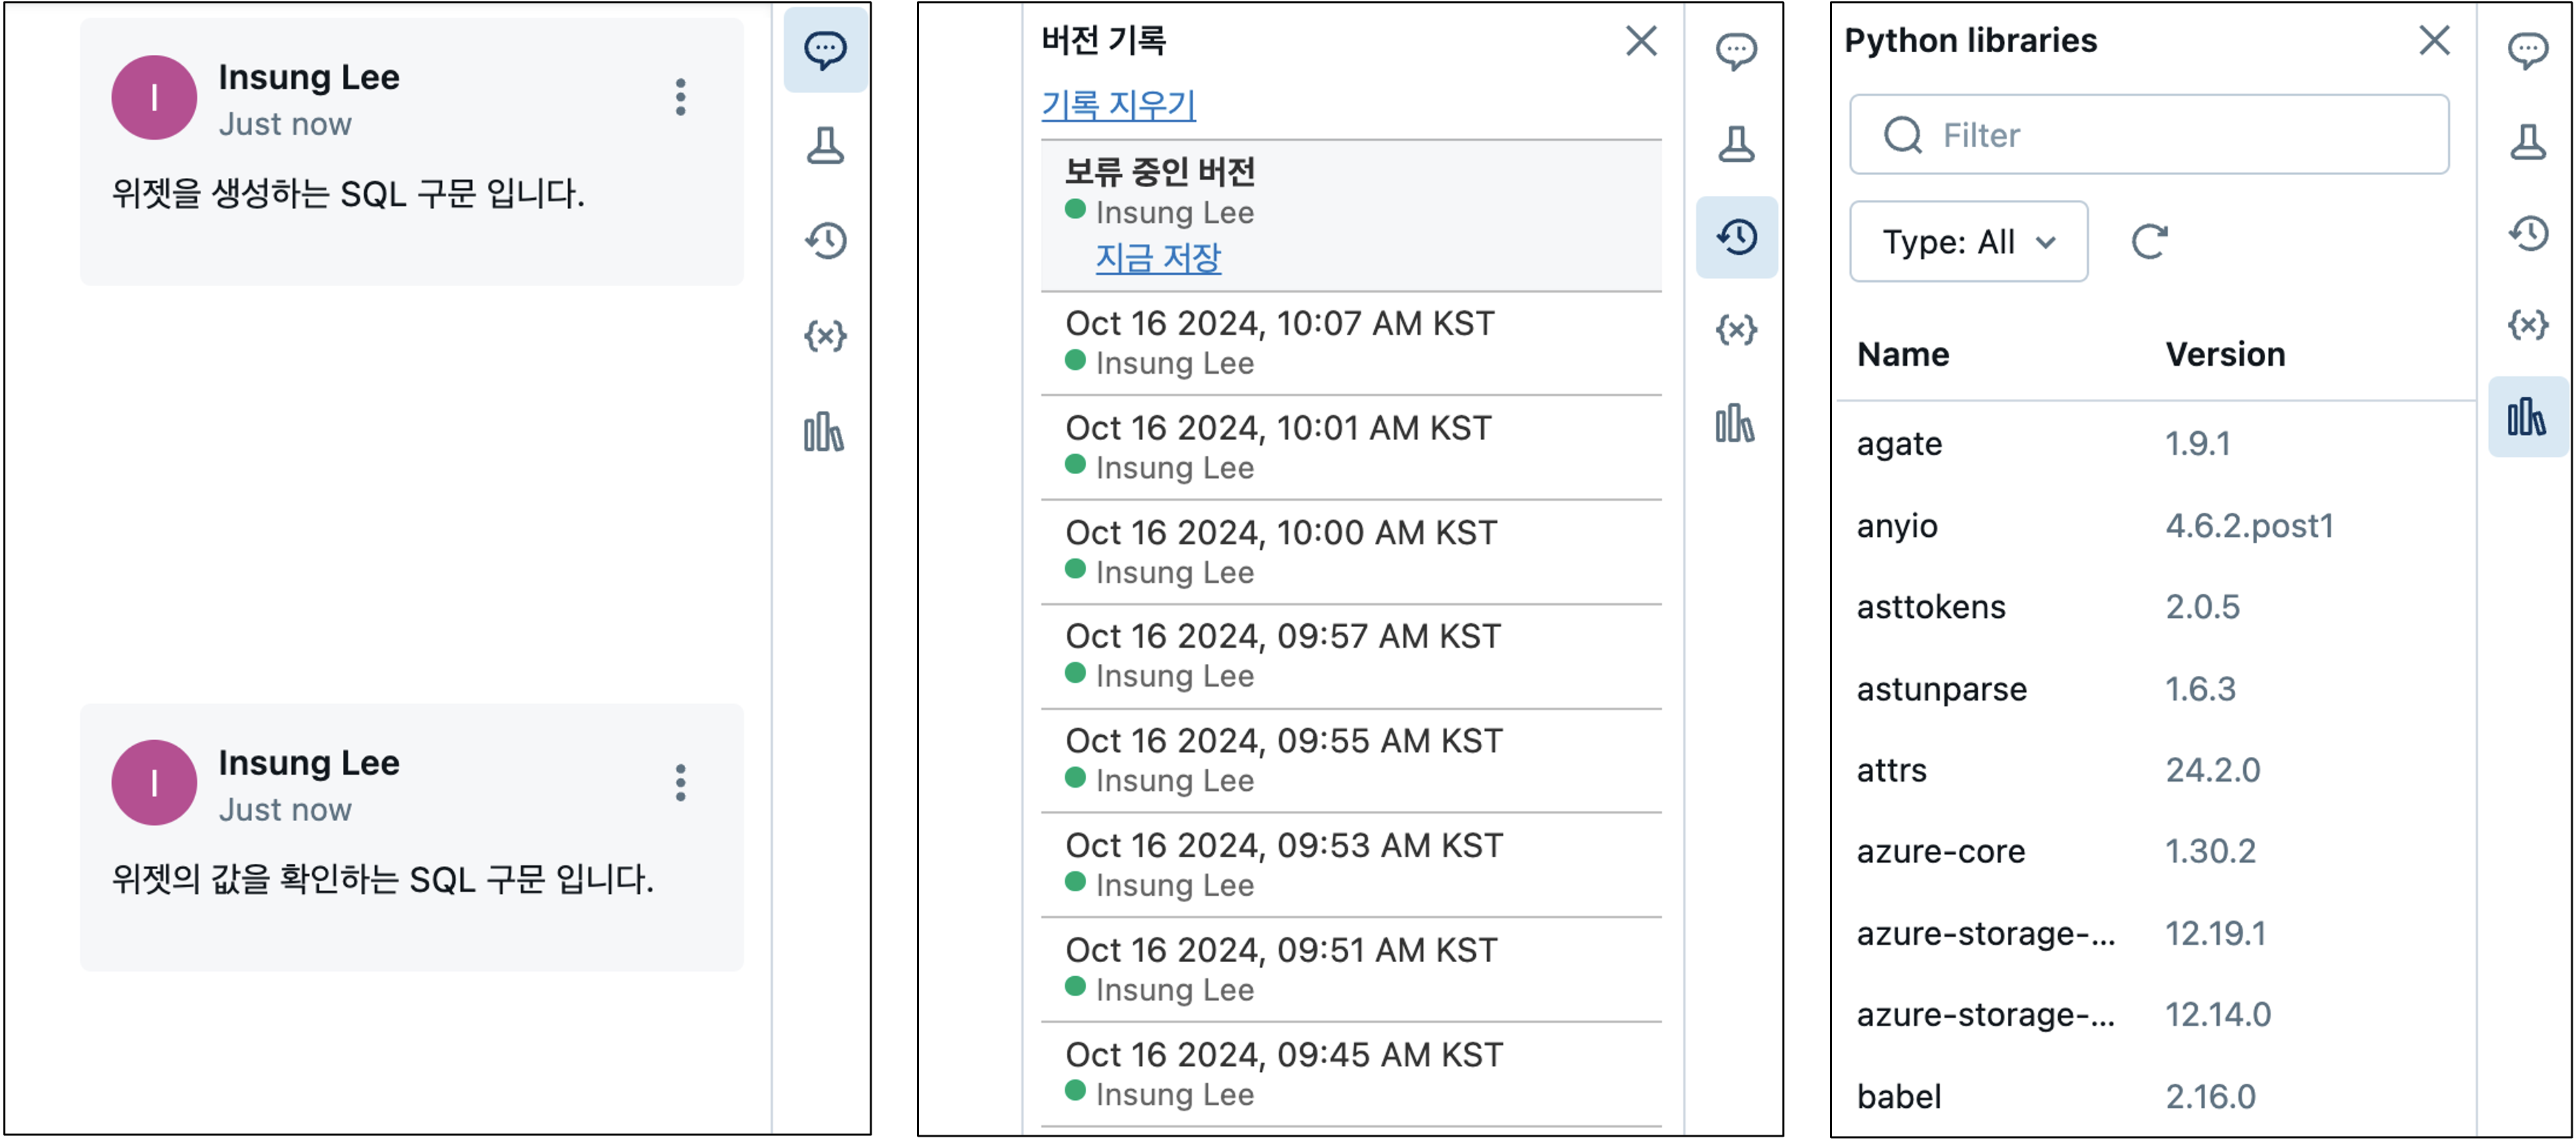 I
Insung Lee
Just now
위젯을 생성하는 SQL 구문 입니다.
I
Insung Lee
Just now
위젯의 값을 확인하는 SQL 구문 입니다.
버전 기록
기록 지우기
보류 중인 버전
Insung Lee
지금 저장
Oct 16 2024, 10:07 AM KST
Insung Lee
Oct 16 2024, 10:01 AM KST
Insung Lee
Oct 16 2024, 10:00 AM KST
Insung Lee
Oct 16 2024, 09:57 AM KST
Insung Lee
Oct 16 2024, 09:55 AM KST
Insung Lee
Oct 16 2024, 09:53 AM KST
Insung Lee
Oct 16 2024, 09:51 AM KST
Insung Lee
Oct 16 2024, 09:45 AM KST
Insung Lee
Python libraries
Filter
Type: All
Name Version
agate 1.9.1
anyio 4.6.2.post1
asttokens 2.0.5
astunparse 1.6.3
attrs 24.2.0
azure-core 1.30.2
azure-storage-... 12.19.1
azure-storage-... 12.14.0
babel 2.16.0